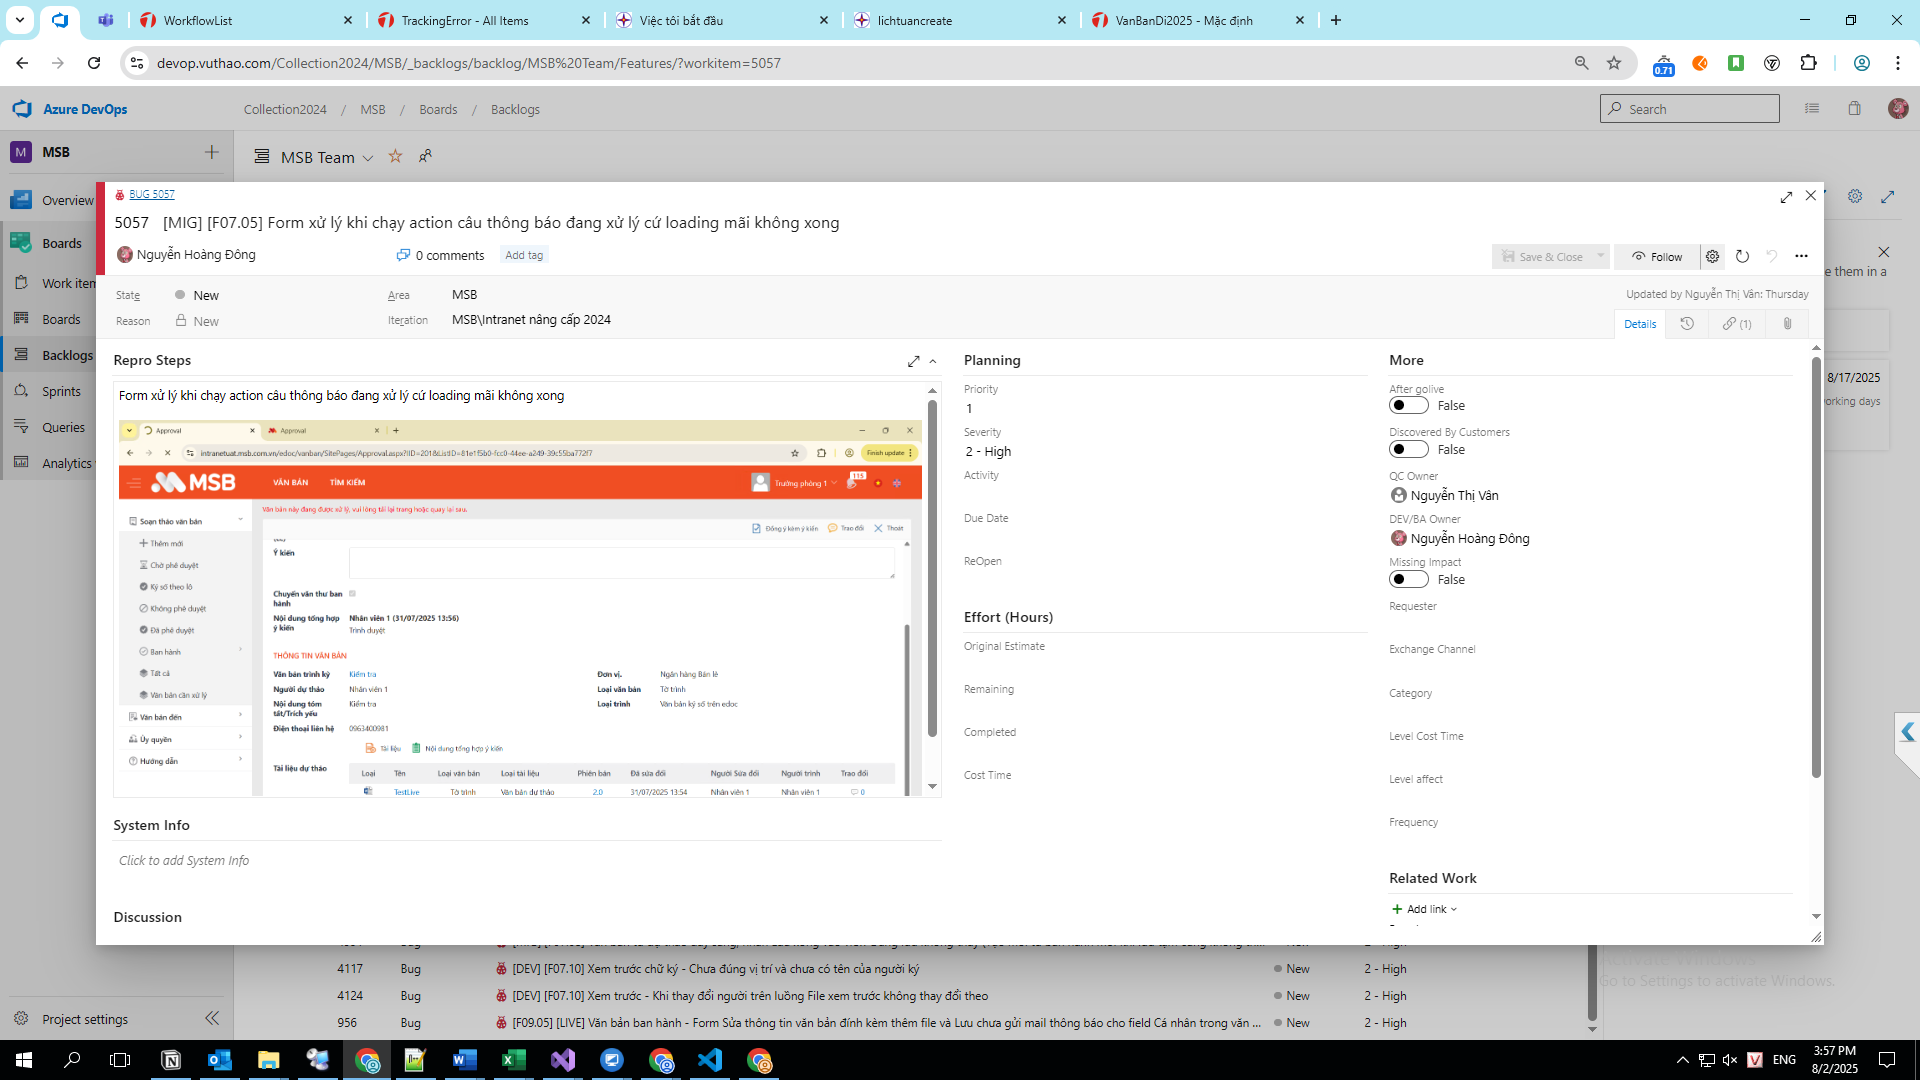 WorkflowList
TrackingError - All Items
Việc tôi bắt đầu
lichtuancreate
VanBanDi2025 - Mặc định
devop.vuthao.com/Collection2024/MSB/_backlogs/backlog/MSB%20Team/Features/?workitem=5057
0.71
Azure DevOps
Collection2024 / MSB / Boards / Backlogs
Search
M MSB
MSB Team
Overview
Boards
Work item
Boards
Backlogs
Sprints
Queries
Analytics
Project settings
BUG 5057
5057 [MIG] [F07.05] Form xử lý khi chạy action câu thông báo đang xử lý cứ loading mãi không xong
Nguyễn Hoàng Đông
0 comments
Add tag
Save & Close
Follow
State New
Area MSB
Reason New
Iteration MSB\Intranet nâng cấp 2024
Updated by Nguyễn Thị Vân: Thursday
Details
(1)
e them in a
8/17/2025
orking days
Repro Steps
Form xử lý khi chạy action câu thông báo đang xử lý cứ loading mãi không xong
Approval
Approval
intranetuat.msb.com.vn/edoc/vanban/SitePages/Approval.aspx?IID=2018&ListID=81e1f5b0-fcc0-44ee-a249-39c55ba772f7
Finish update
MSB
VĂN BẢN
TÌM KIẾM
Trưởng phòng 1
115
Văn bản này đang được xử lý, vui lòng tải lại trang hoặc quay lại sau.
Soạn thảo văn bản
Thêm mới
Chờ phê duyệt
Ký số theo lô
Không phê duyệt
Đã phê duyệt
Ban hành
Tất cả
Văn bản cần xử lý
Văn bản đến
Ủy quyền
Hướng dẫn
Đồng ý kèm ý kiến
Trao đổi
Thoát
Ý kiến
Chuyển văn thư ban hành
Nội dung tổng hợp ý kiến
Nhân viên 1 (31/07/2025 13:56)
Trình duyệt
THÔNG TIN VĂN BẢN
Văn bản trình ký Kiểm tra
Đơn vị. Ngân hàng Bán lẻ
Người dự thảo Nhân viên 1
Loại văn bản Tờ trình
Nội dung tóm tắt/Trích yếu Kiểm tra
Loại trình Văn bản ký số trên edoc
Điện thoại liên hệ 0963400981
Tài liệu
Nội dung tổng hợp ý kiến
Tài liệu dự thảo
Loại Tên Loại văn bản Loại tài liệu Phiên bản Đã sửa đổi Người Sửa đổi Người trình Trao đổi
TestLive Tờ trình Văn bản dự thảo 2.0 31/07/2025 13:54 Nhân viên 1 Nhân viên 1 0
System Info
Click to add System Info
Discussion
Planning
Priority
1
Severity
2 - High
Activity
Due Date
ReOpen
Effort (Hours)
Original Estimate
Remaining
Completed
Cost Time
More
After golive
False
Discovered By Customers
False
QC Owner
Nguyễn Thị Vân
DEV/BA Owner
Nguyễn Hoàng Đông
Missing Impact
False
Requester
Exchange Channel
Category
Level Cost Time
Level affect
Frequency
Related Work
Add link
4117 Bug [DEV] [F07.10] Xem trước chữ ký - Chưa đúng vị trí và chưa có tên của người ký New 2 - High
4124 Bug [DEV] [F07.10] Xem trước - Khi thay đổi người trên luồng File xem trước không thay đổi theo New 2 - High
956 Bug [F09.05] [LIVE] Văn bản ban hành - Form Sửa thông tin văn bản đính kèm thêm file và Lưu chưa gửi mail thông báo cho field Cá nhân trong văn ... New 2 - High
Go to Settings to activate Windows.
ENG
3:57 PM
8/2/2025